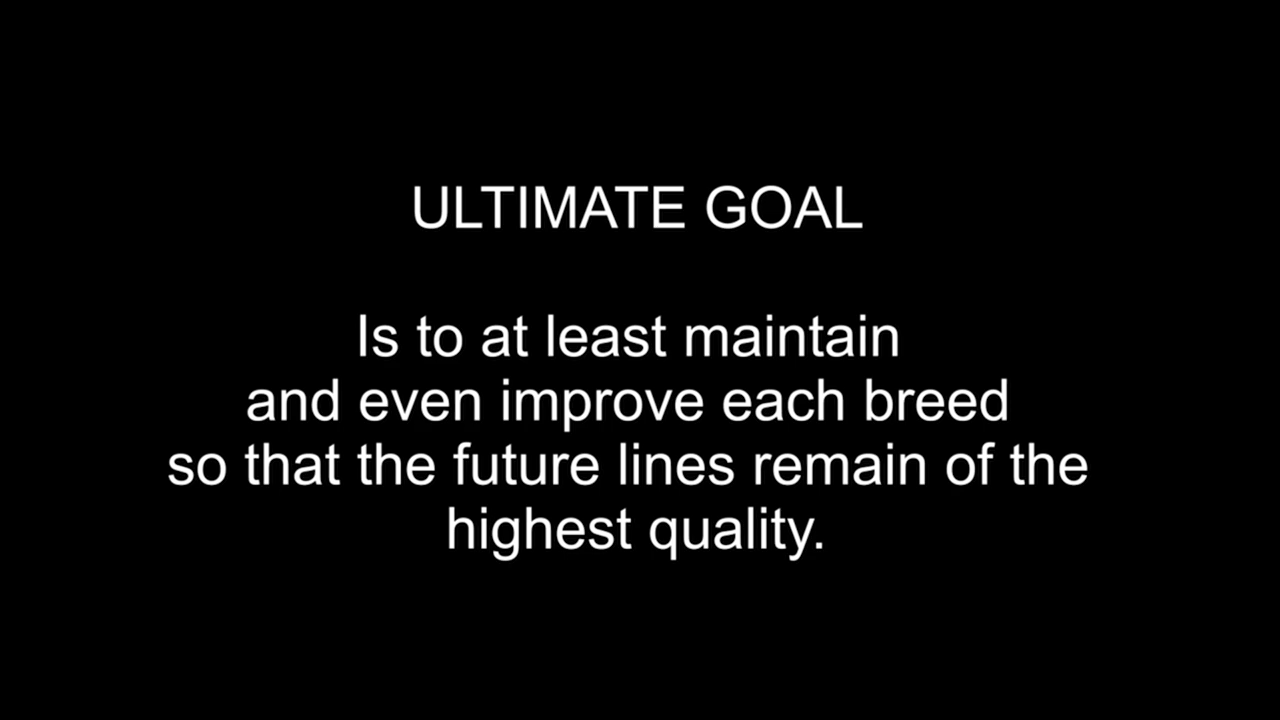 ULTIMATE GOAL
Is to at least maintain
and even improve each breed
so that the future lines remain of the
highest quality.